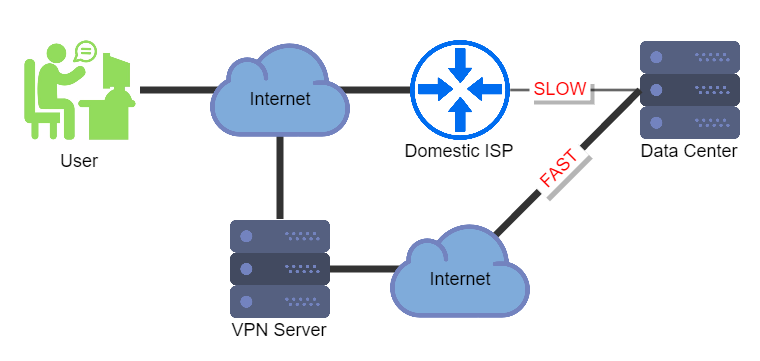 Internet
SLOW
User
Domestic ISP
Data Center
FAST
Internet
VPN Server